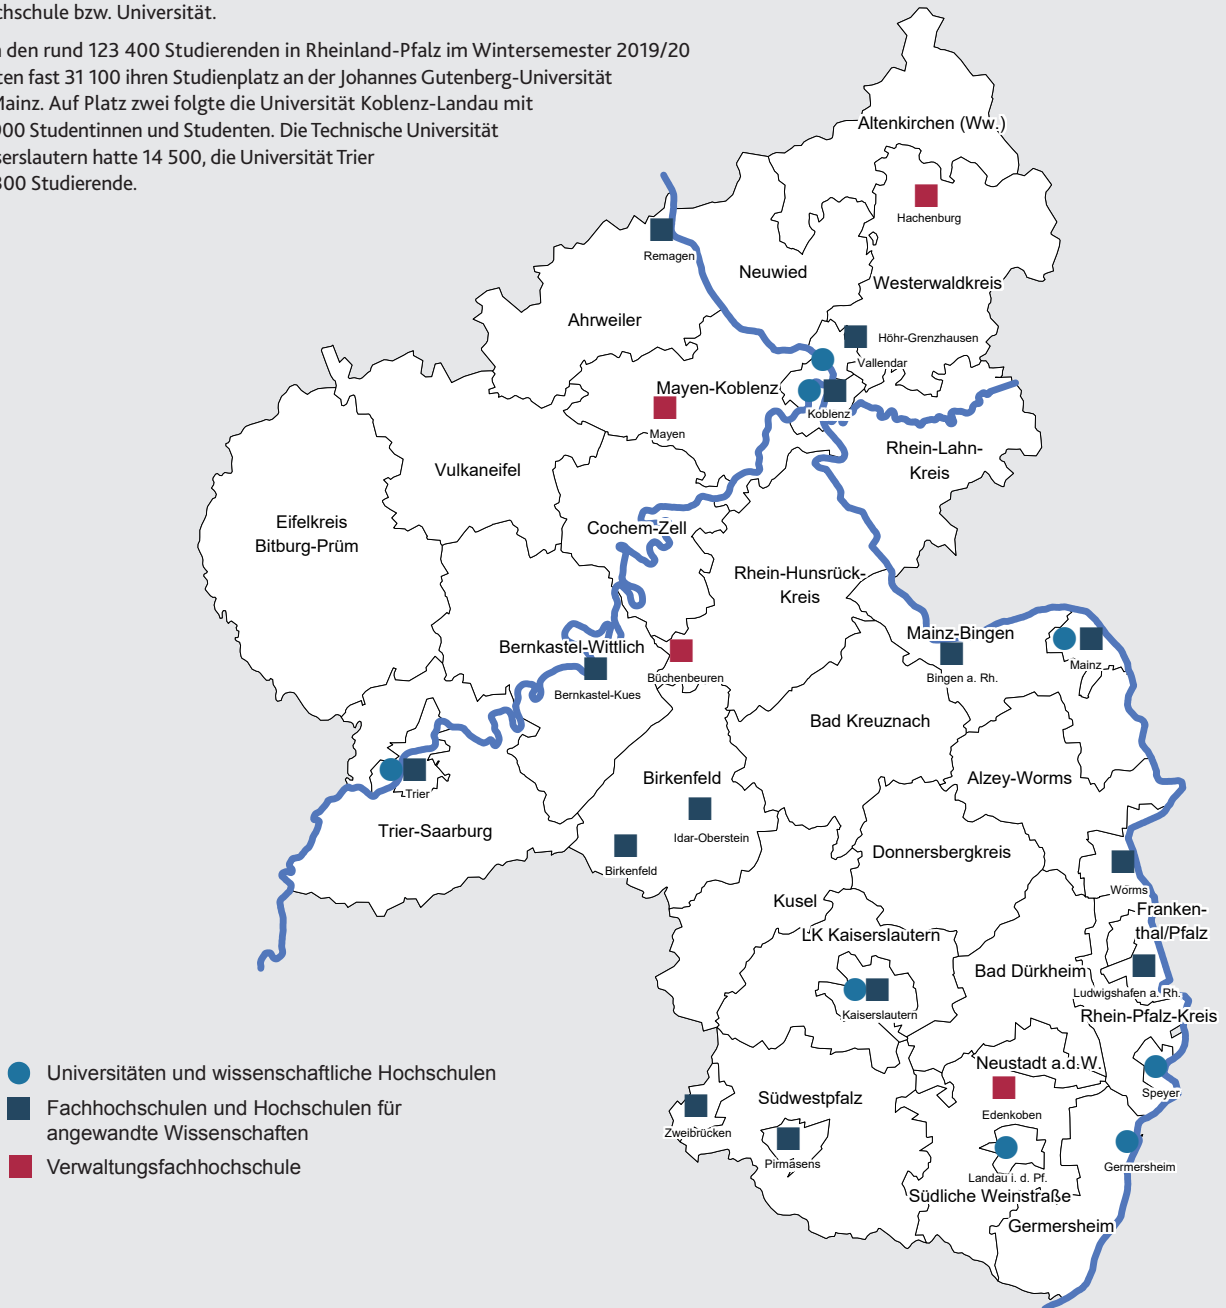 chschule bzw. Universität.
den rund 123 400 Studierenden in Rheinland-Pfalz im Wintersemester 2019/20
ten fast 31 100 ihren Studienplatz an der Johannes Gutenberg-Universität
Mainz. Auf Platz zwei folgte die Universität Koblenz-Landau mit
000 Studentinnen und Studenten. Die Technische Universität
serslautern hatte 14 500, die Universität Trier
300 Studierende.
Altenkirchen (Ww.)
Hachenburg
Remagen
Neuwied
Westerwaldkreis
Ahrweiler
Höhr-Grenzhausen
Vallendar
Mayen-Koblenz
Koblenz
Mayen
Rhein-Lahn-
Kreis
Vulkaneifel
Eifelkreis
Bitburg-Prüm
Cochem-Zell
Rhein-Hunsrück-
Kreis
Mainz-Bingen
Bernkastel-Wittlich
Mainz
Büchenbeuren
Bingen a. Rh.
Bernkastel-Kues
Bad Kreuznach
Birkenfeld
Alzey-Worms
Trier
Trier-Saarburg
Idar-Oberstein
Donnersbergkreis
Birkenfeld
Worms
Kusel
Franken-
thal/Pfalz
LK Kaiserslautern
Bad Dürkheim
Ludwigshafen a. Rh.
Kaiserslautern
Rhein-Pfalz-Kreis
Neustadt a.d.W.
Speyer
Südwestpfalz
Edenkoben
Zweibrücken
Pirmasens
Germersheim
Landau i. d. Pf.
Südliche Weinstraße
Germersheim
Universitäten und wissenschaftliche Hochschulen
Fachhochschulen und Hochschulen für
angewandte Wissenschaften
Verwaltungsfachhochschule